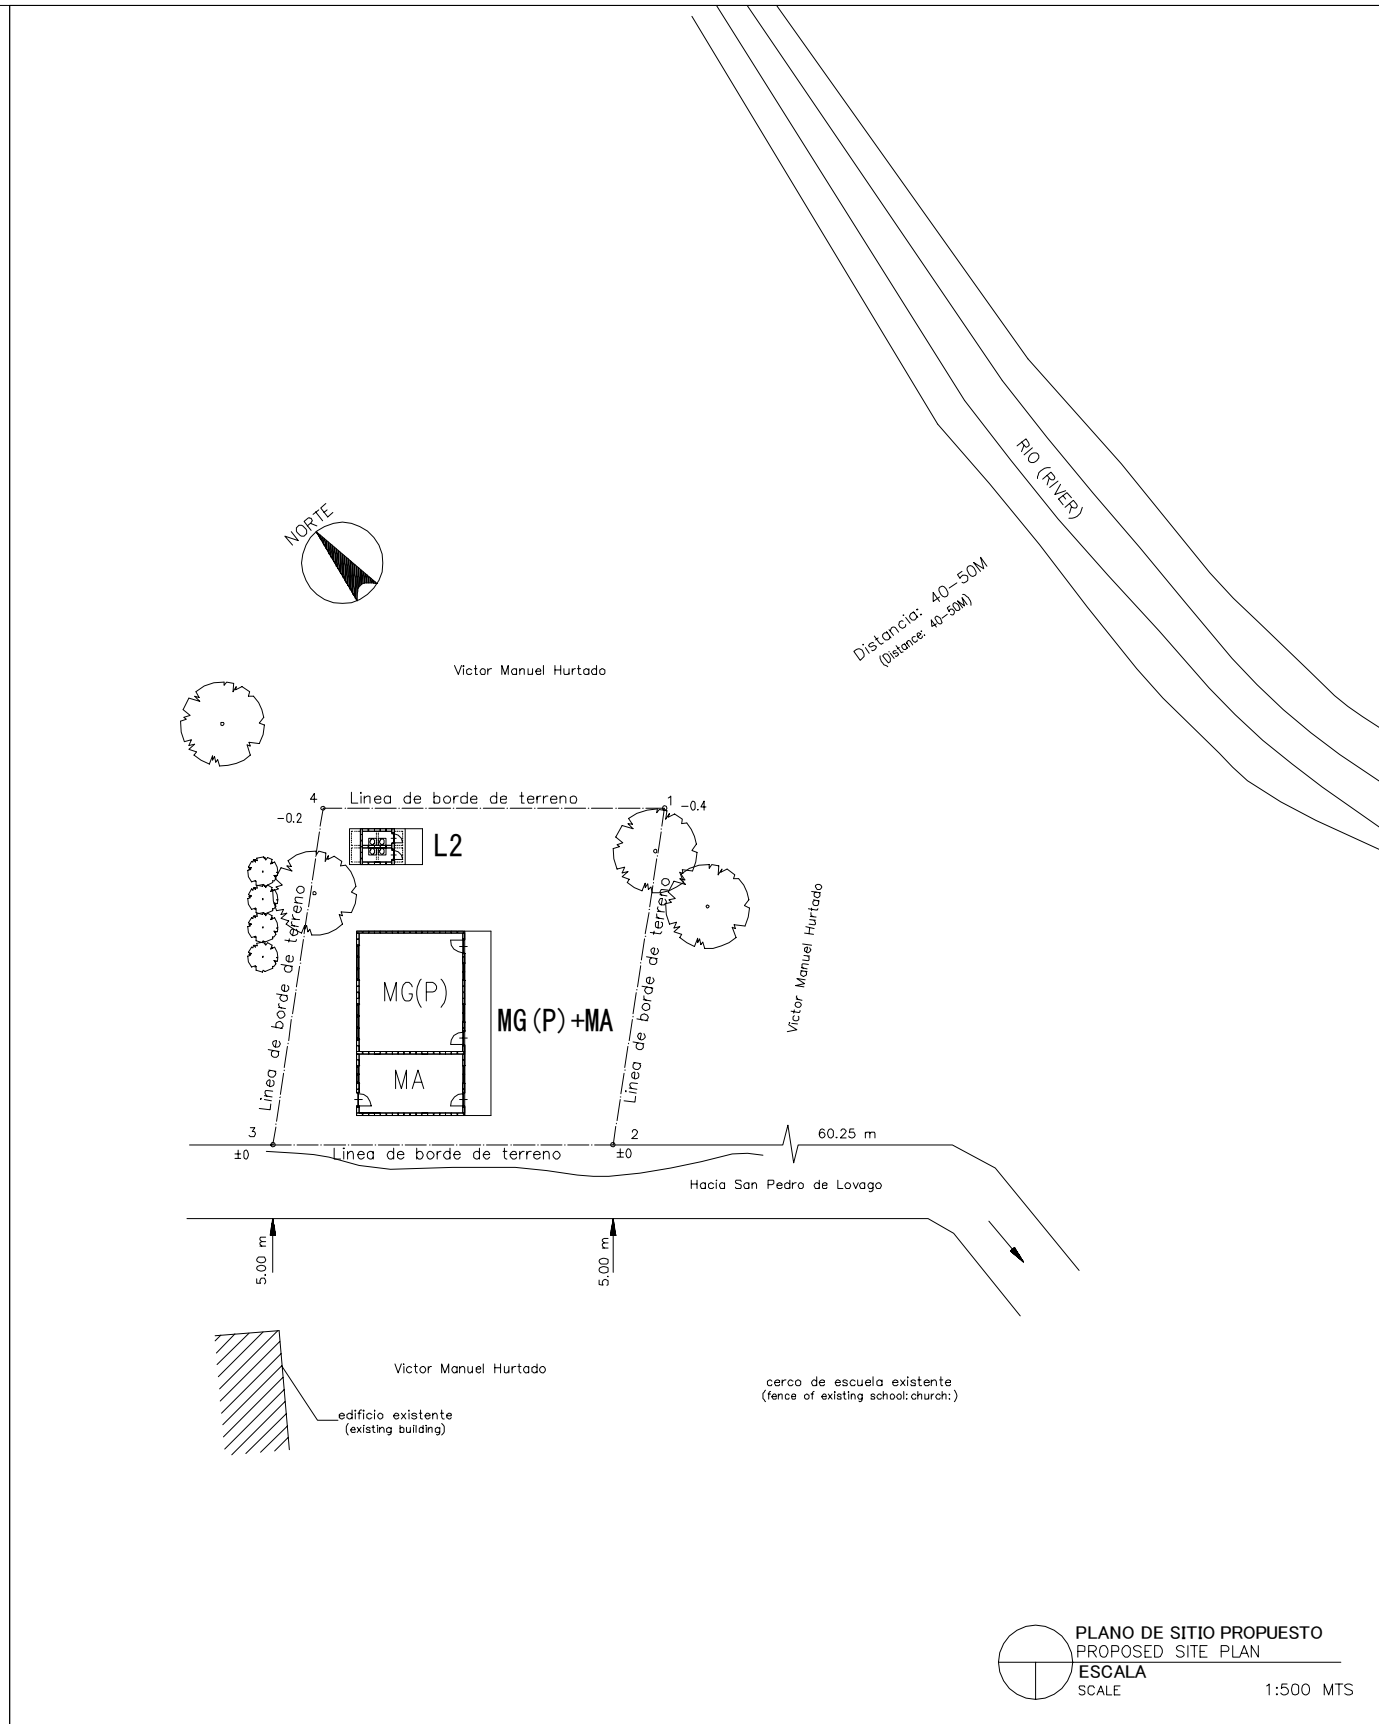 RIO (RIVER)
NORTE
Distancia: 40-50M
(Distance: 40-50M)
Victor Manuel Hurtado
4
Linea de borde de terreno
1
-0.4
-0.2
L2
Linea de borde de terreno
Linea de borde de terreno
Victor Manuel Hurtado
MG(P)
MG(P)+MA
MA
3
±0
Linea de borde de terreno
2
±0
60.25 m
Hacia San Pedro de Lovago
5.00 m
5.00 m
Victor Manuel Hurtado
cerco de escuela existente
(fence of existing school:church:)
edificio existente
(existing building)
PLANO DE SITIO PROPUESTO
PROPOSED SITE PLAN
ESCALA
SCALE
1:500 MTS